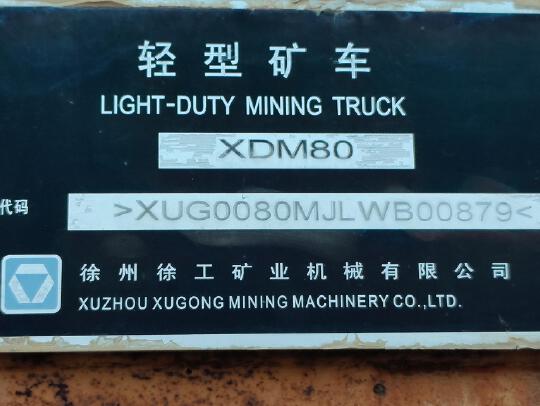 轻型矿车
LIGHT-DUTY MINING TRUCK
XDM80
代码 >XUG0080MJLWB00879<
徐州徐工矿业机械有限公司
XUZHOU XUGONG MINING MACHINERY CO.,LTD.